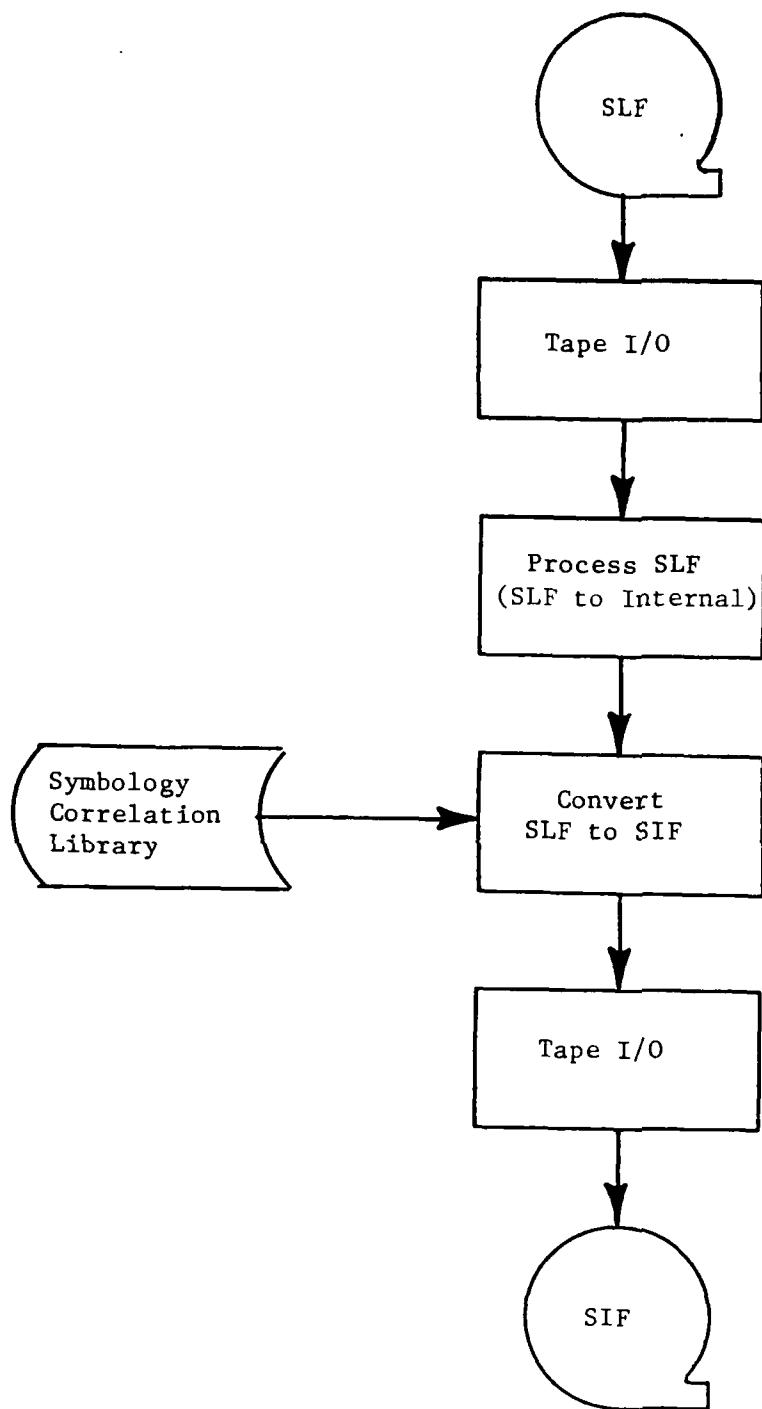 SLF
Tape I/O
Process SLF
(SLF to Internal)
Symbology
Correlation
Library
Convert
SLF to SIF
Tape I/O
SIF